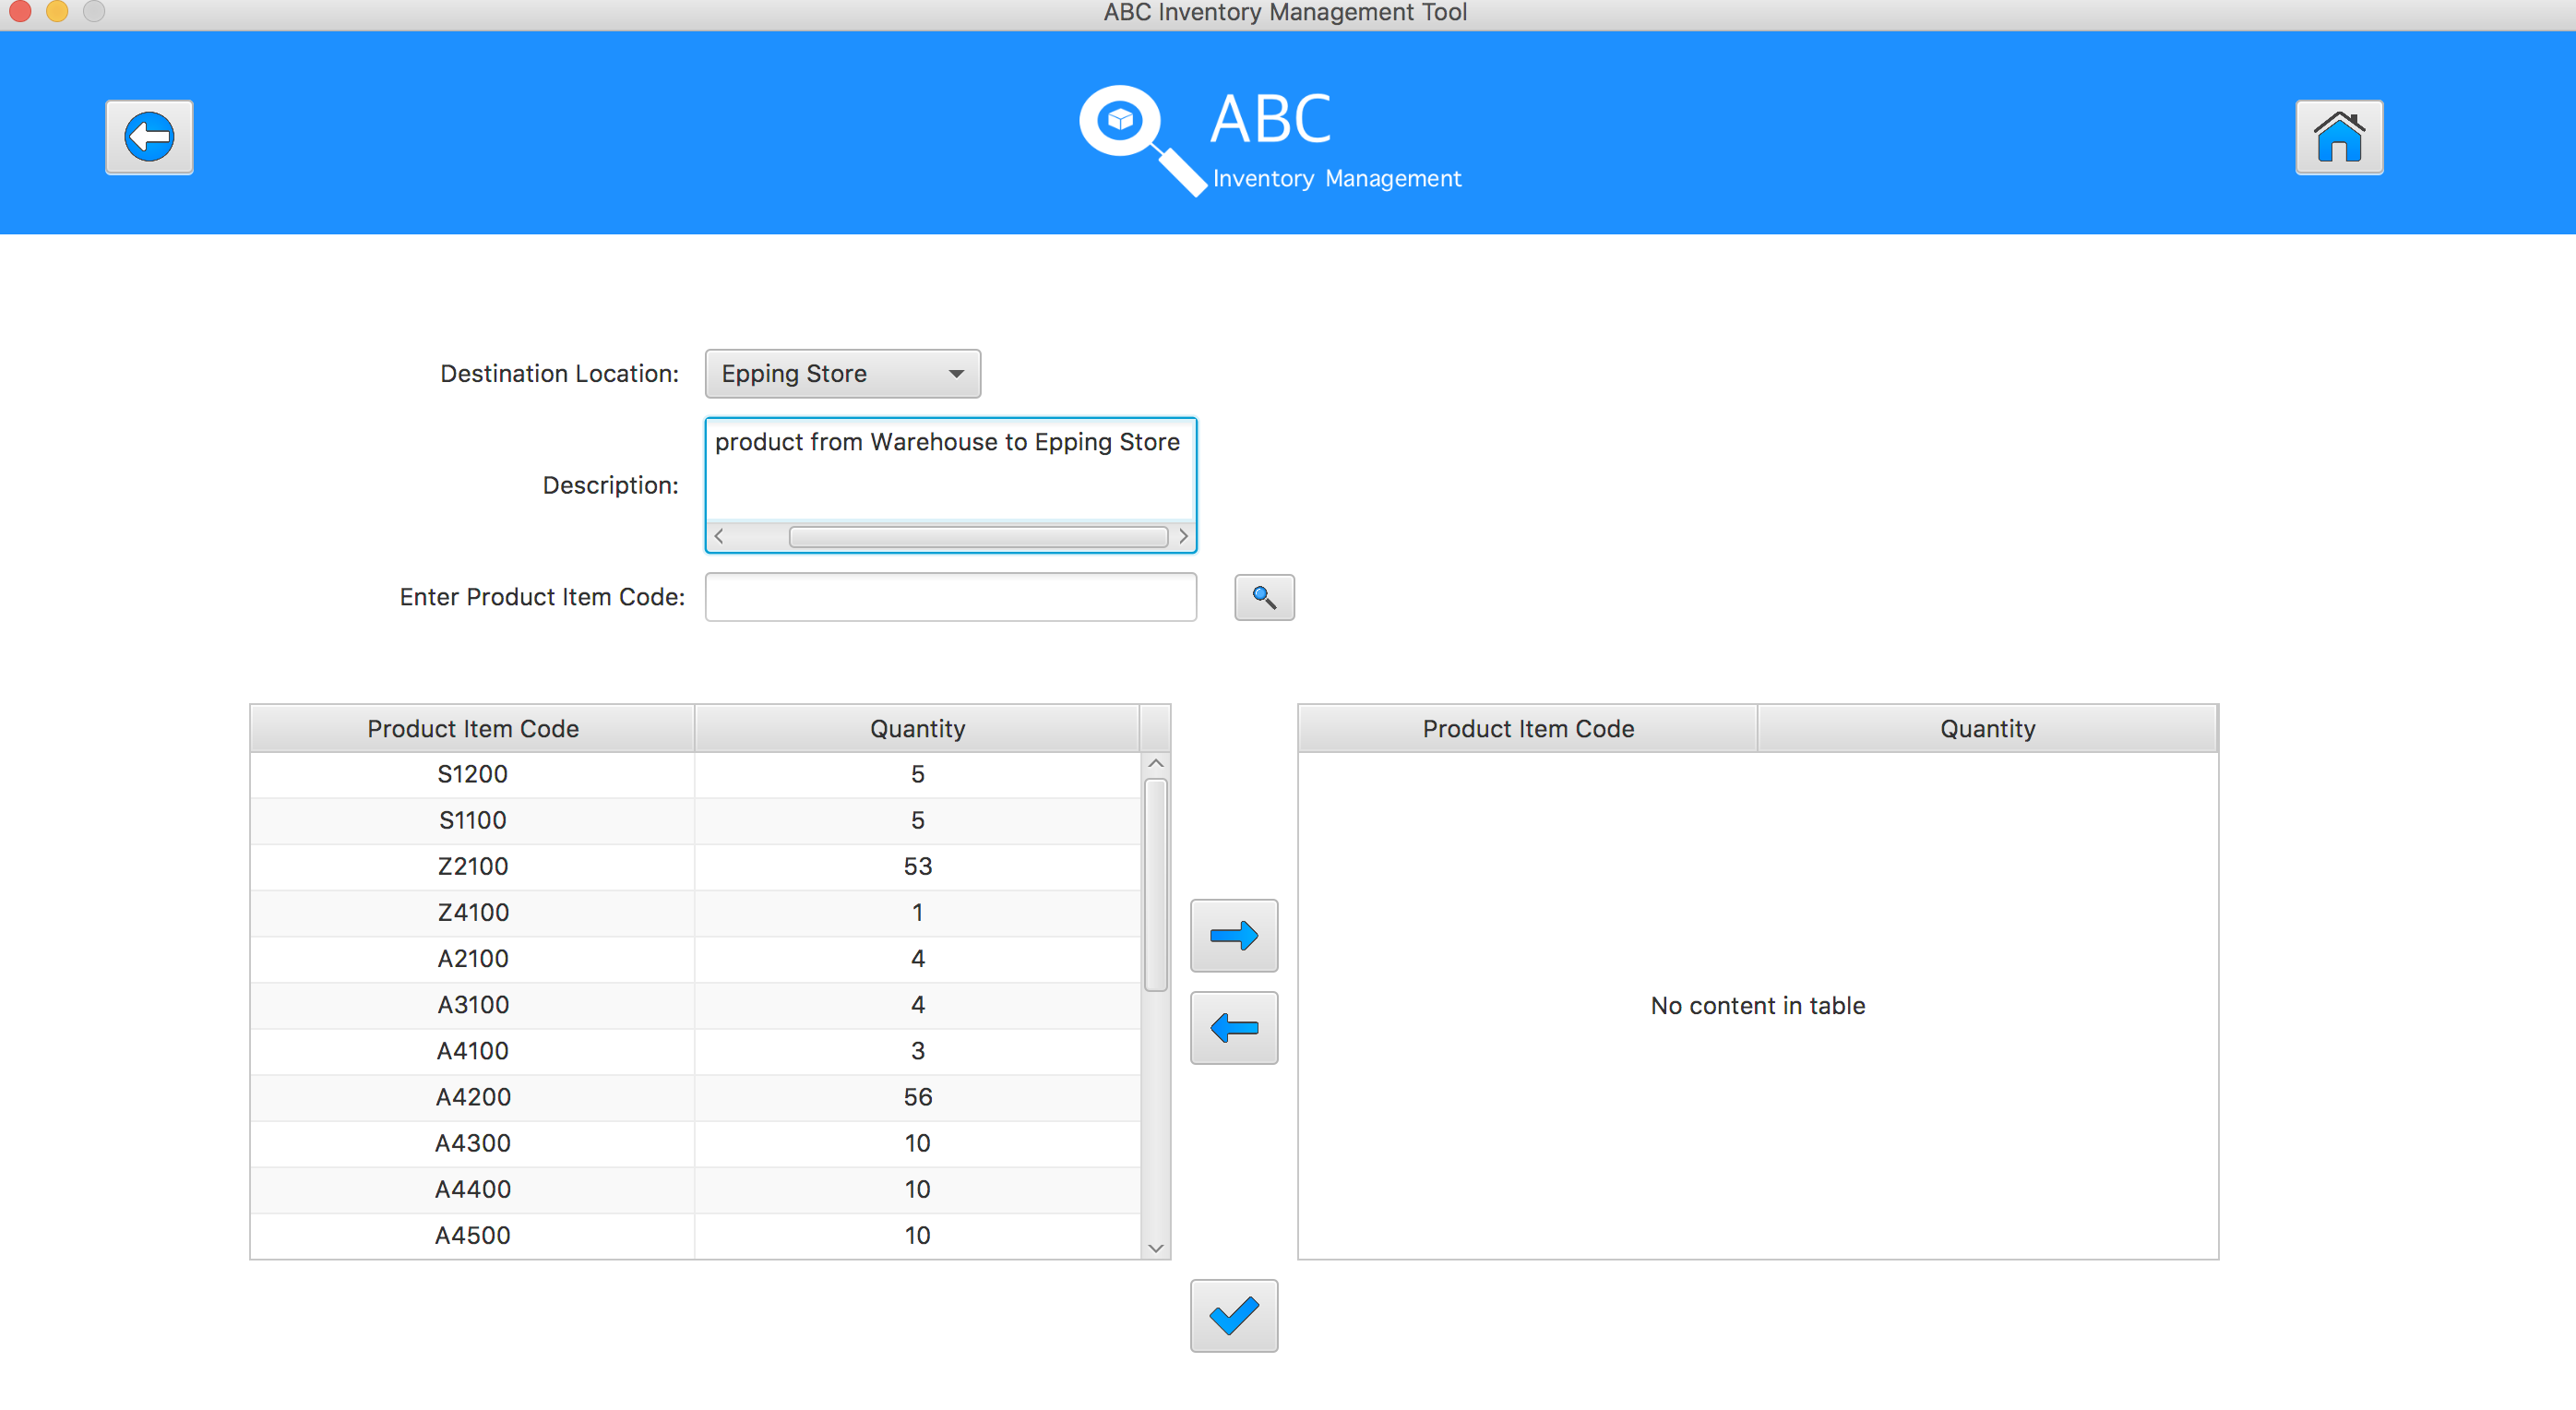 ABC Inventory Management Tool
ABC
Inventory Management
Destination Location: Epping Store
Description: product from Warehouse to Epping Store
Enter Product Item Code:
Product Item Code Quantity
S1200 5
S1100 5
Z2100 53
Z4100 1
A2100 4
A3100 4
A4100 3
A4200 56
A4300 10
A4400 10
A4500 10
Product Item Code Quantity
No content in table